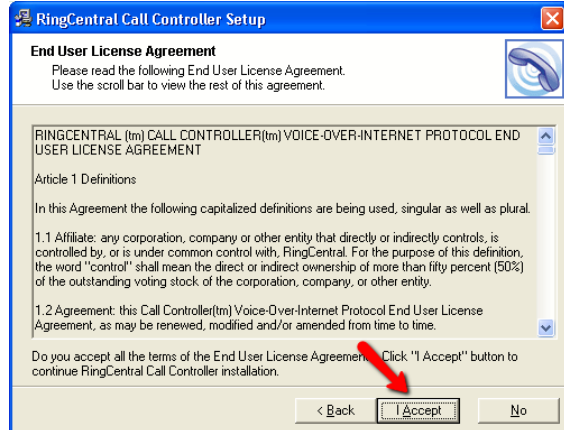 RingCentral Call Controller Setup
End User License Agreement
Please read the following End User License Agreement.
Use the scroll bar to view the rest of this agreement.
RINGCENTRAL (tm) CALL CONTROLLER(tm) VOICE-OVER-INTERNET PROTOCOL END
USER LICENSE AGREEMENT
Article 1 Definitions
In this Agreement the following capitalized definitions are being used, singular as well as plural.
1.1 Affiliate: any corporation, company or other entity that directly or indirectly controls, is
controlled by, or is under common control with, RingCentral. For the purpose of this definition,
the word "control" shall mean the direct or indirect ownership of more than fifty percent (50%)
of the outstanding voting stock of the corporation, company, or other entity.
1.2 Agreement: this Call Controller(tm) Voice-Over-Internet Protocol End User License
Agreement, as may be renewed, modified and/or amended from time to time.
Do you accept all the terms of the End User License Agreement Click "I Accept" button to
continue RingCentral Call Controller installation.
< Back I Accept No